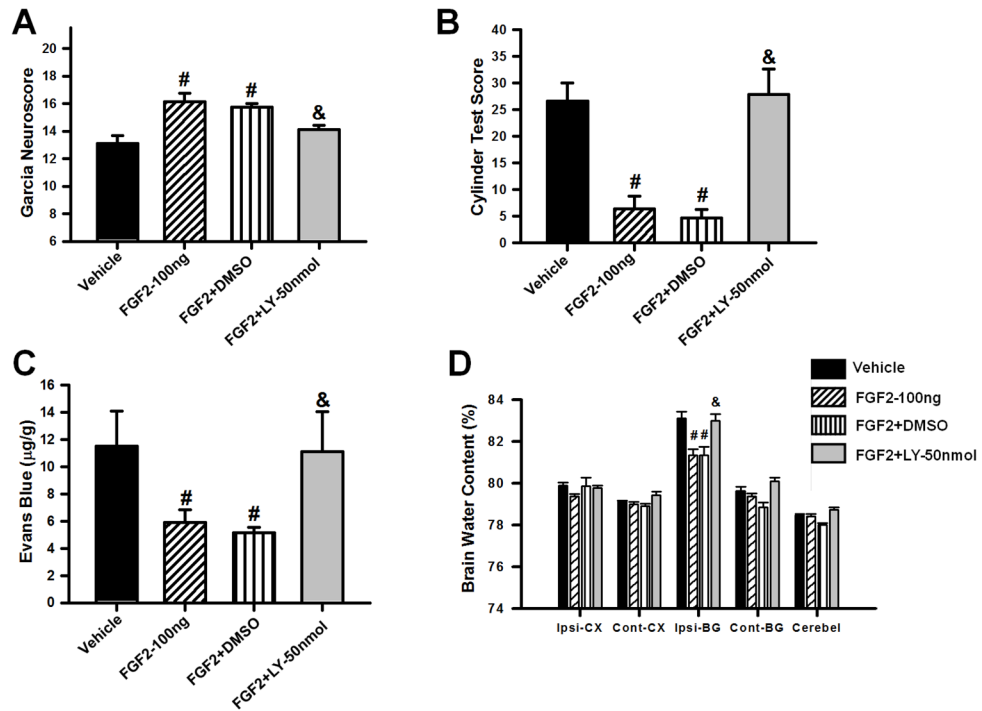 A
Garcia Neuroscore
20
18
16
14
12
10
8
6
#
#
&
Vehicle
FGF2-100ng
FGF2+DMSO
FGF2+LY-50nmol
B
Cylinder Test Score
40
35
30
25
20
15
10
5
0
#
#
&
Vehicle
FGF2-100ng
FGF2+DMSO
FGF2+LY-50nmol
C
Evans Blue (μg/g)
16
14
12
10
8
6
4
2
0
#
#
&
Vehicle
FGF2-100ng
FGF2+DMSO
FGF2+LY-50nmol
D
Vehicle
FGF2-100ng
FGF2+DMSO
FGF2+LY-50nmol
Brain Water Content (%)
84
82
80
78
76
74
# #
&
Ipsi-CX Cont-CX Ipsi-BG Cont-BG Cerebel